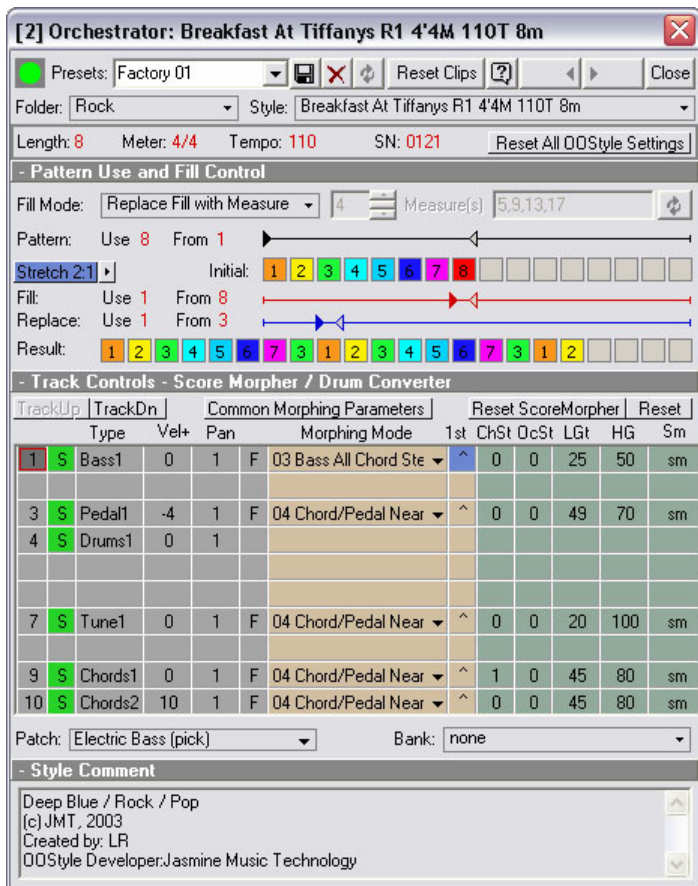 [2] Orchestrator: Breakfast At Tiffanys R1 4'4M 110T 8m
Presets: Factory 01 Reset Clips Close
Folder: Rock Style: Breakfast At Tiffanys R1 4'4M 110T 8m
Length: 8 Meter: 4/4 Tempo: 110 SN: 0121 Reset All OOStyle Settings
- Pattern Use and Fill Control
Fill Mode: Replace Fill with Measure 4 Measure(s) 5,9,13,17
Pattern: Use 8 From 1
Stretch 2:1 Initial: 1 2 3 4 5 6 7 8
Fill: Use 1 From 8
Replace: Use 1 From 3
Result: 1 2 3 4 5 6 7 3 1 2 3 4 5 6 7 3 1 2
- Track Controls - Score Morpher / Drum Converter
TrackUp TrackDn Common Morphing Parameters Reset ScoreMorpher Reset
Type Vel+ Pan Morphing Mode 1st ChSt OcSt LGt HG Sm
1 S Bass1 0 1 F 03 Bass All Chord Ste ^ 0 0 25 50 sm
3 S Pedal1 -4 1 F 04 Chord/Pedal Near ^ 0 0 49 70 sm
4 S Drums1 0 1
7 S Tune1 0 1 F 04 Chord/Pedal Near ^ 0 0 20 100 sm
9 S Chords1 0 1 F 04 Chord/Pedal Near ^ 1 0 45 80 sm
10 S Chords2 10 1 F 04 Chord/Pedal Near ^ 0 0 45 80 sm
Patch: Electric Bass (pick) Bank: none
- Style Comment
Deep Blue / Rock / Pop
(c) JMT, 2003
Created by: LR
OOStyle Developer:Jasmine Music Technology